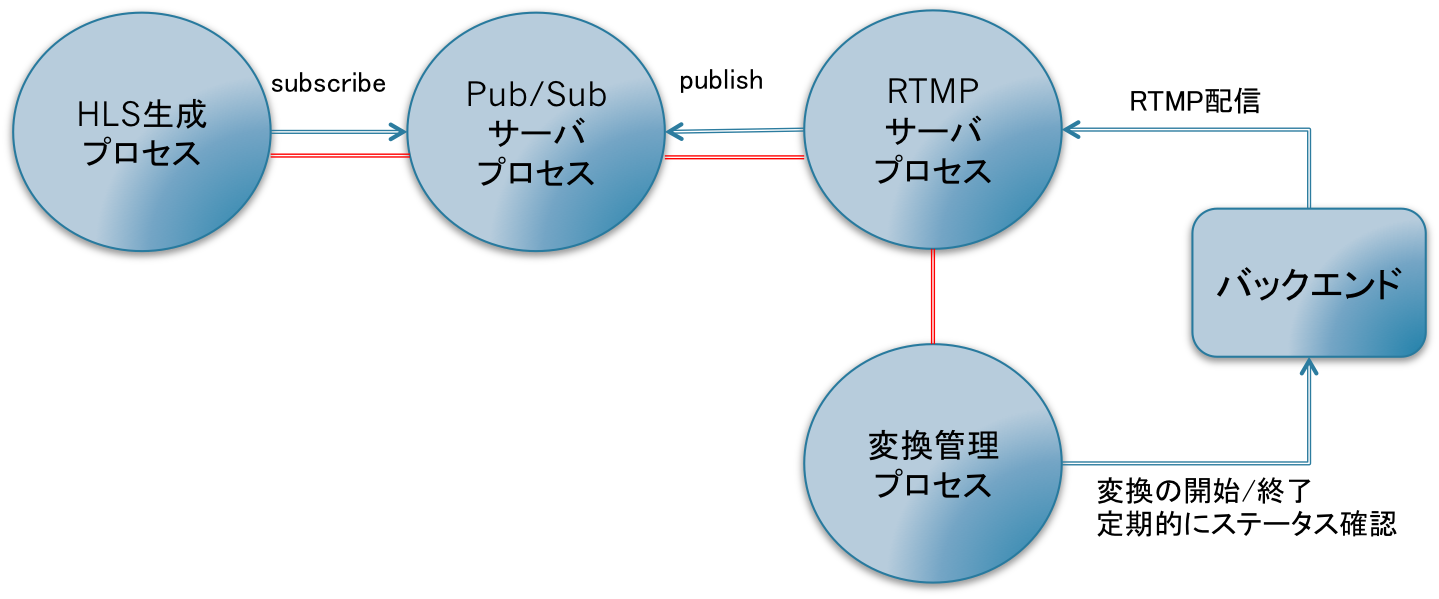 HLS生成
プロセス
subscribe
Pub/Sub
サーバ
プロセス
publish
RTMP
サーバ
プロセス
RTMP配信
バックエンド
変換管理
プロセス
変換の開始/終了
定期的にステータス確認